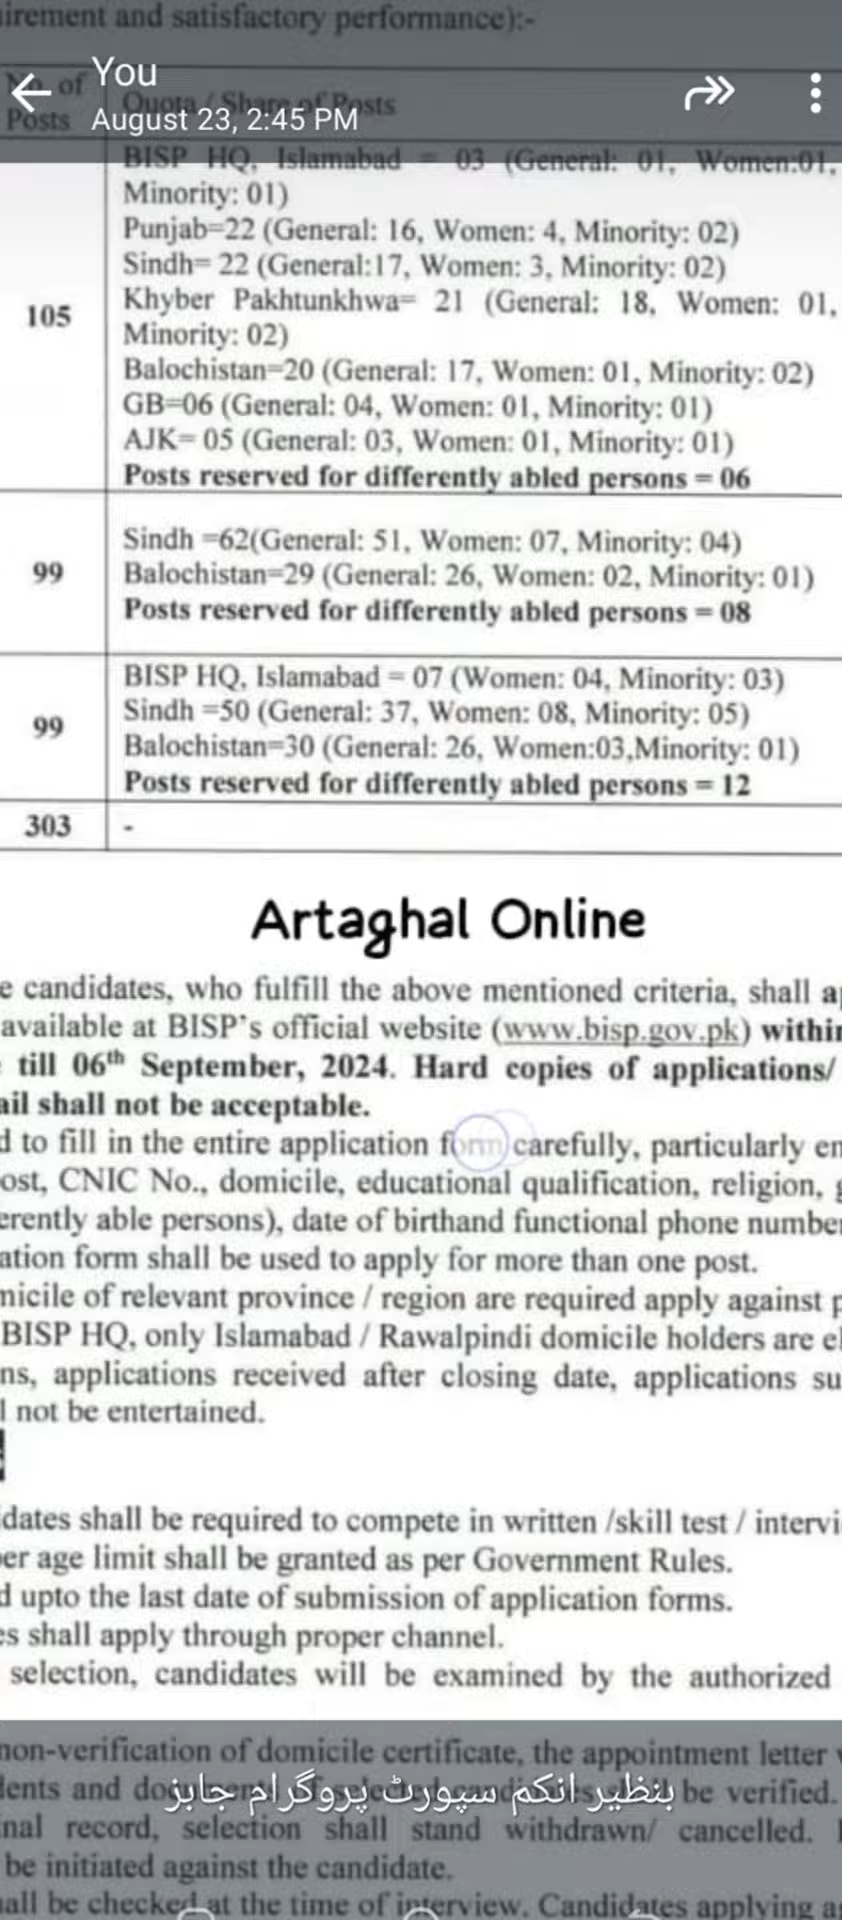 irement and satisfactory performance):-
You
August 23, 2:45 PM
No. of
Posts
Quota / Share of Posts
BISP HQ, Islamabad = 03 (General: 01, Women:01,
Minority: 01)
Punjab=22 (General: 16, Women: 4, Minority: 02)
Sindh= 22 (General:17, Women: 3, Minority: 02)
105
Khyber Pakhtunkhwa= 21 (General: 18, Women: 01,
Minority: 02)
Balochistan=20 (General: 17, Women: 01, Minority: 02)
GB=06 (General: 04, Women: 01, Minority: 01)
AJK= 05 (General: 03, Women: 01, Minority: 01)
Posts reserved for differently abled persons = 06
99
Sindh =62(General: 51, Women: 07, Minority: 04)
Balochistan=29 (General: 26, Women: 02, Minority: 01)
Posts reserved for differently abled persons = 08
99
BISP HQ, Islamabad = 07 (Women: 04, Minority: 03)
Sindh =50 (General: 37, Women: 08, Minority: 05)
Balochistan=30 (General: 26, Women:03,Minority: 01)
Posts reserved for differently abled persons = 12
303 -
Artaghal Online
e candidates, who fulfill the above mentioned criteria, shall a
available at BISP's official website (www.bisp.gov.pk) within
till 06th September, 2024. Hard copies of applications/
ail shall not be acceptable.
d to fill in the entire application form carefully, particularly en
ost, CNIC No., domicile, educational qualification, religion, g
erently able persons), date of birthand functional phone number
ation form shall be used to apply for more than one post.
nicile of relevant province / region are required apply against p
BISP HQ, only Islamabad / Rawalpindi domicile holders are el
ns, applications received after closing date, applications su
l not be entertained.
dates shall be required to compete in written /skill test / intervi
er age limit shall be granted as per Government Rules.
d upto the last date of submission of application forms.
es shall apply through proper channel.
selection, candidates will be examined by the authorized
non-verification of domicile certificate, the appointment letter
بنظیر انکم سپورٹ پروگرام جابز
lents and be verified.
nal record, selection shall stand withdrawn/ cancelled.
be initiated against the candidate.
all be checked at the time of interview. Candidates applying ag